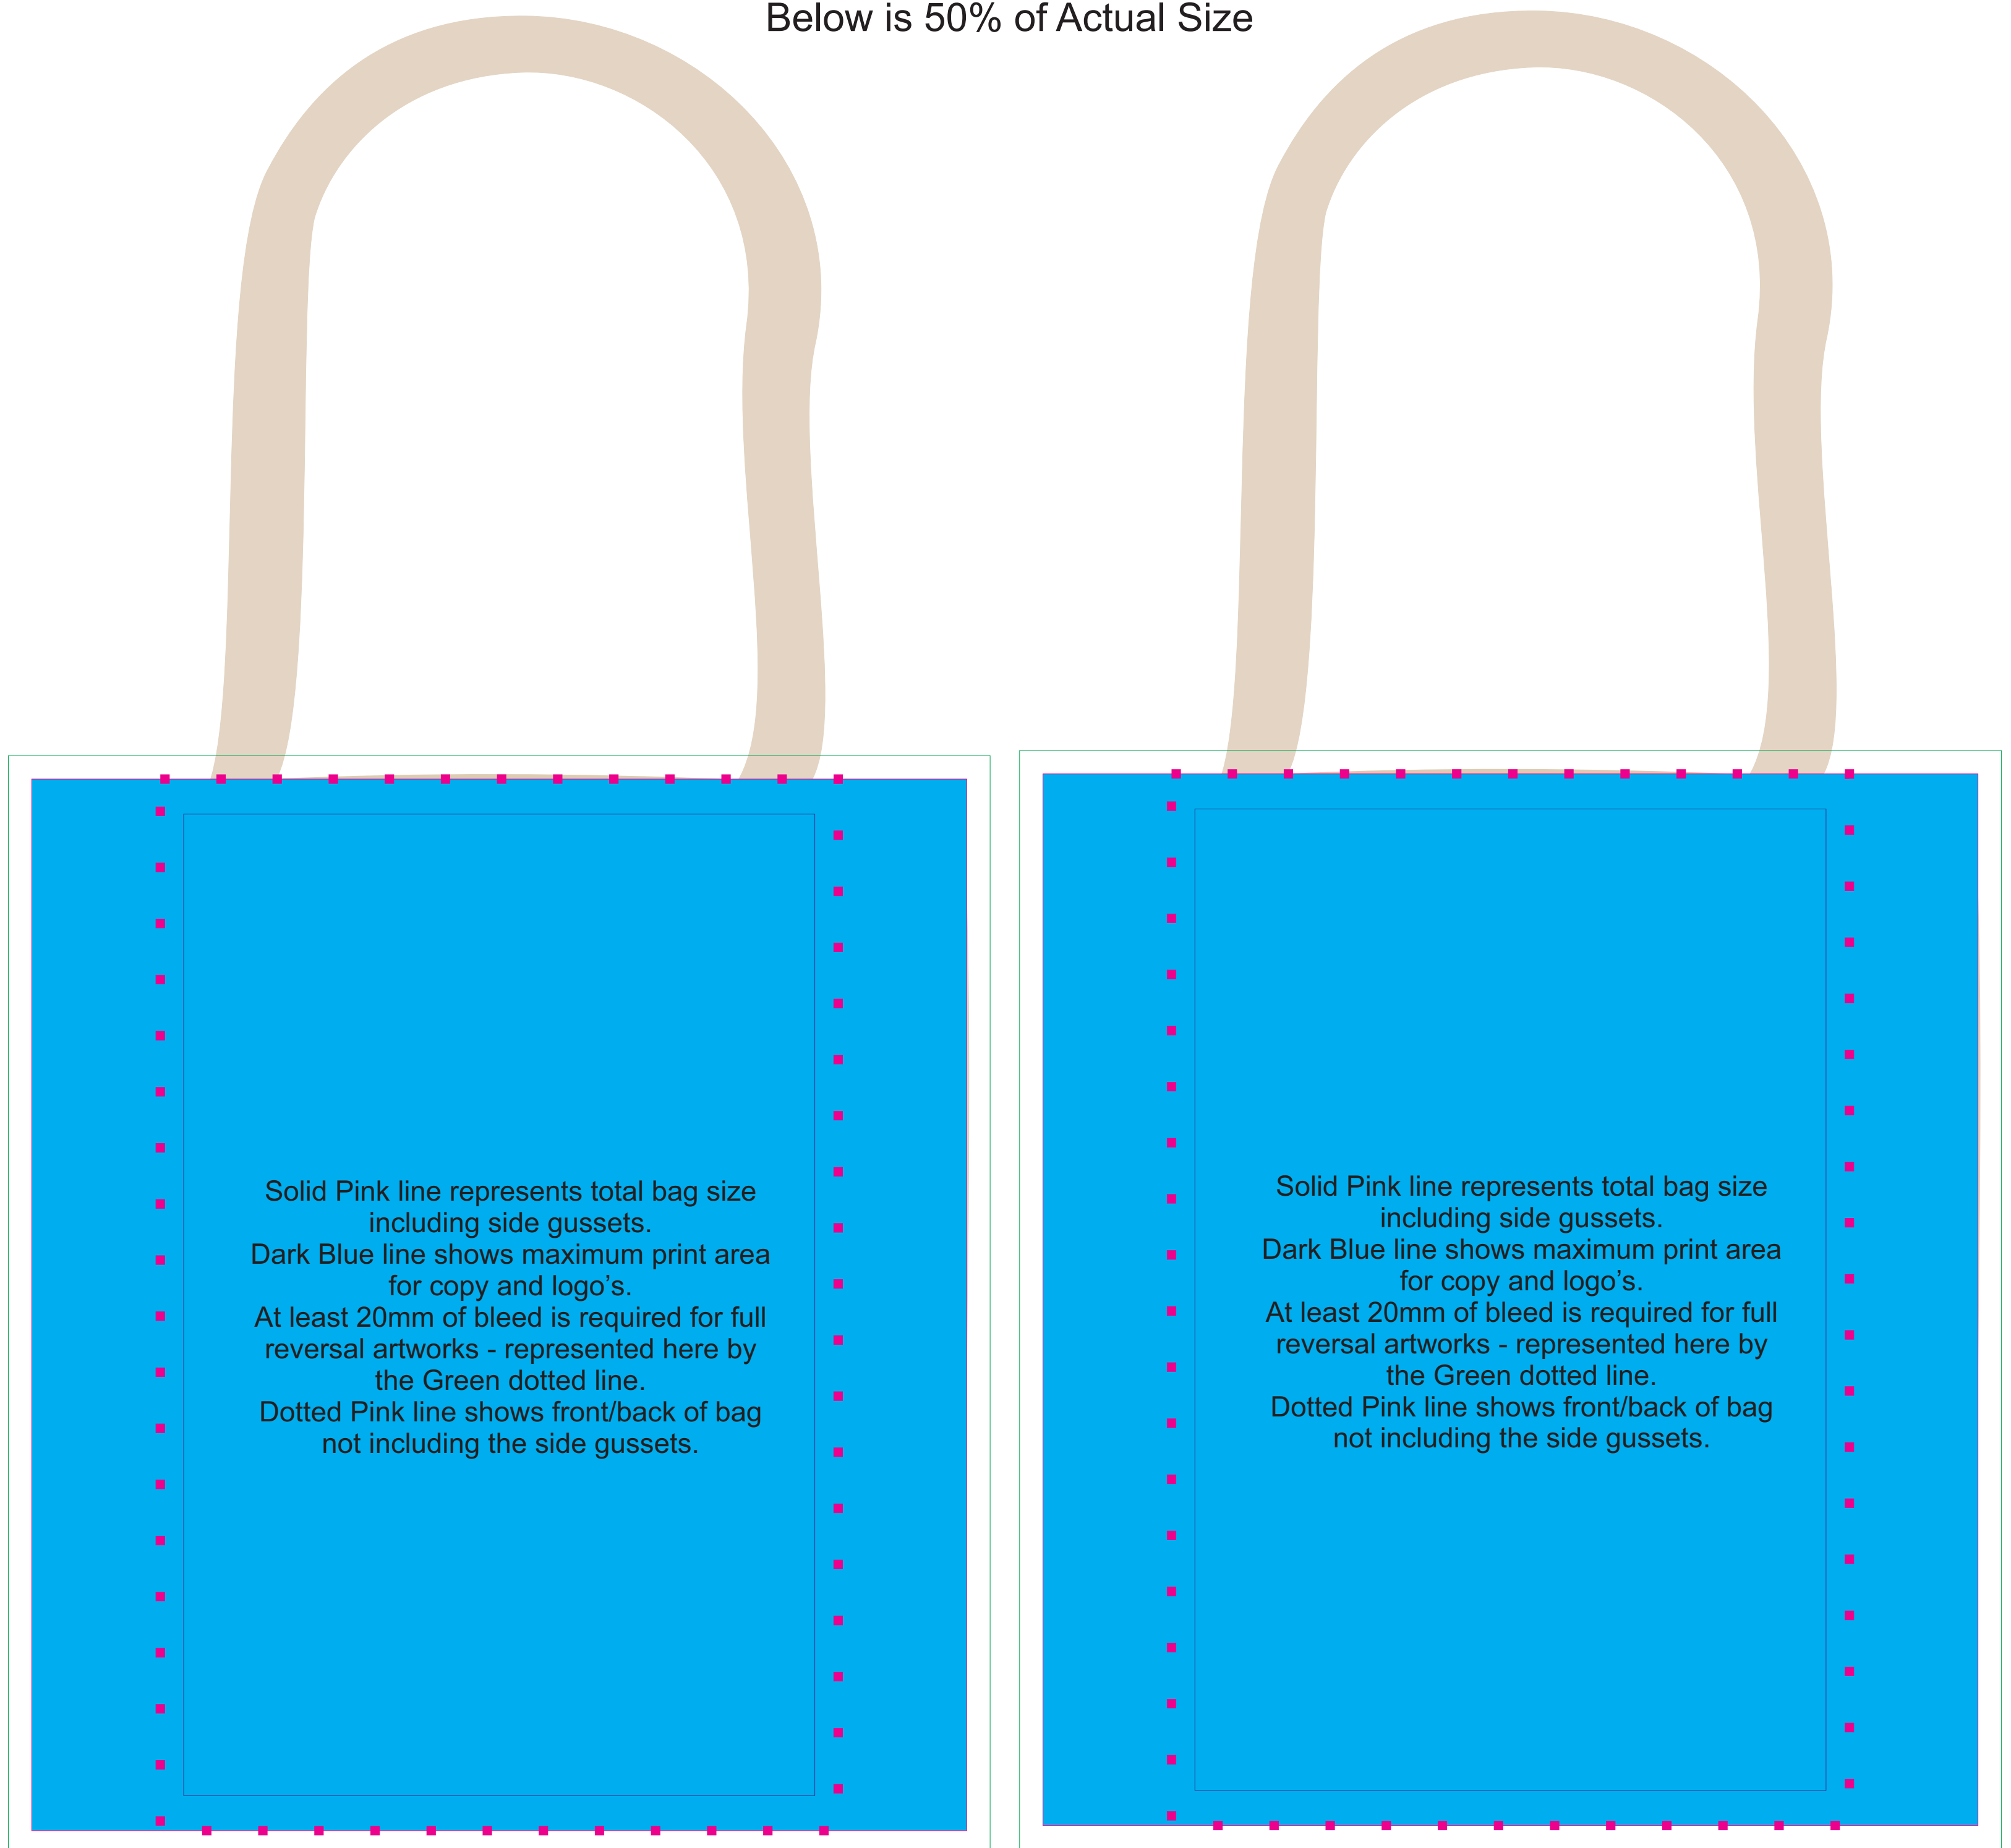 Below is 50% of Actual Size
Solid Pink line represents total bag size
including side gussets.
Dark Blue line shows maximum print area
for copy and logo’s.
At least 20mm of bleed is required for full
reversal artworks - represented here by
the Green dotted line.
Dotted Pink line shows front/back of bag
not including the side gussets.
Solid Pink line represents total bag size
including side gussets.
Dark Blue line shows maximum print area
for copy and logo’s.
At least 20mm of bleed is required for full
reversal artworks - represented here by
the Green dotted line.
Dotted Pink line shows front/back of bag
not including the side gussets.